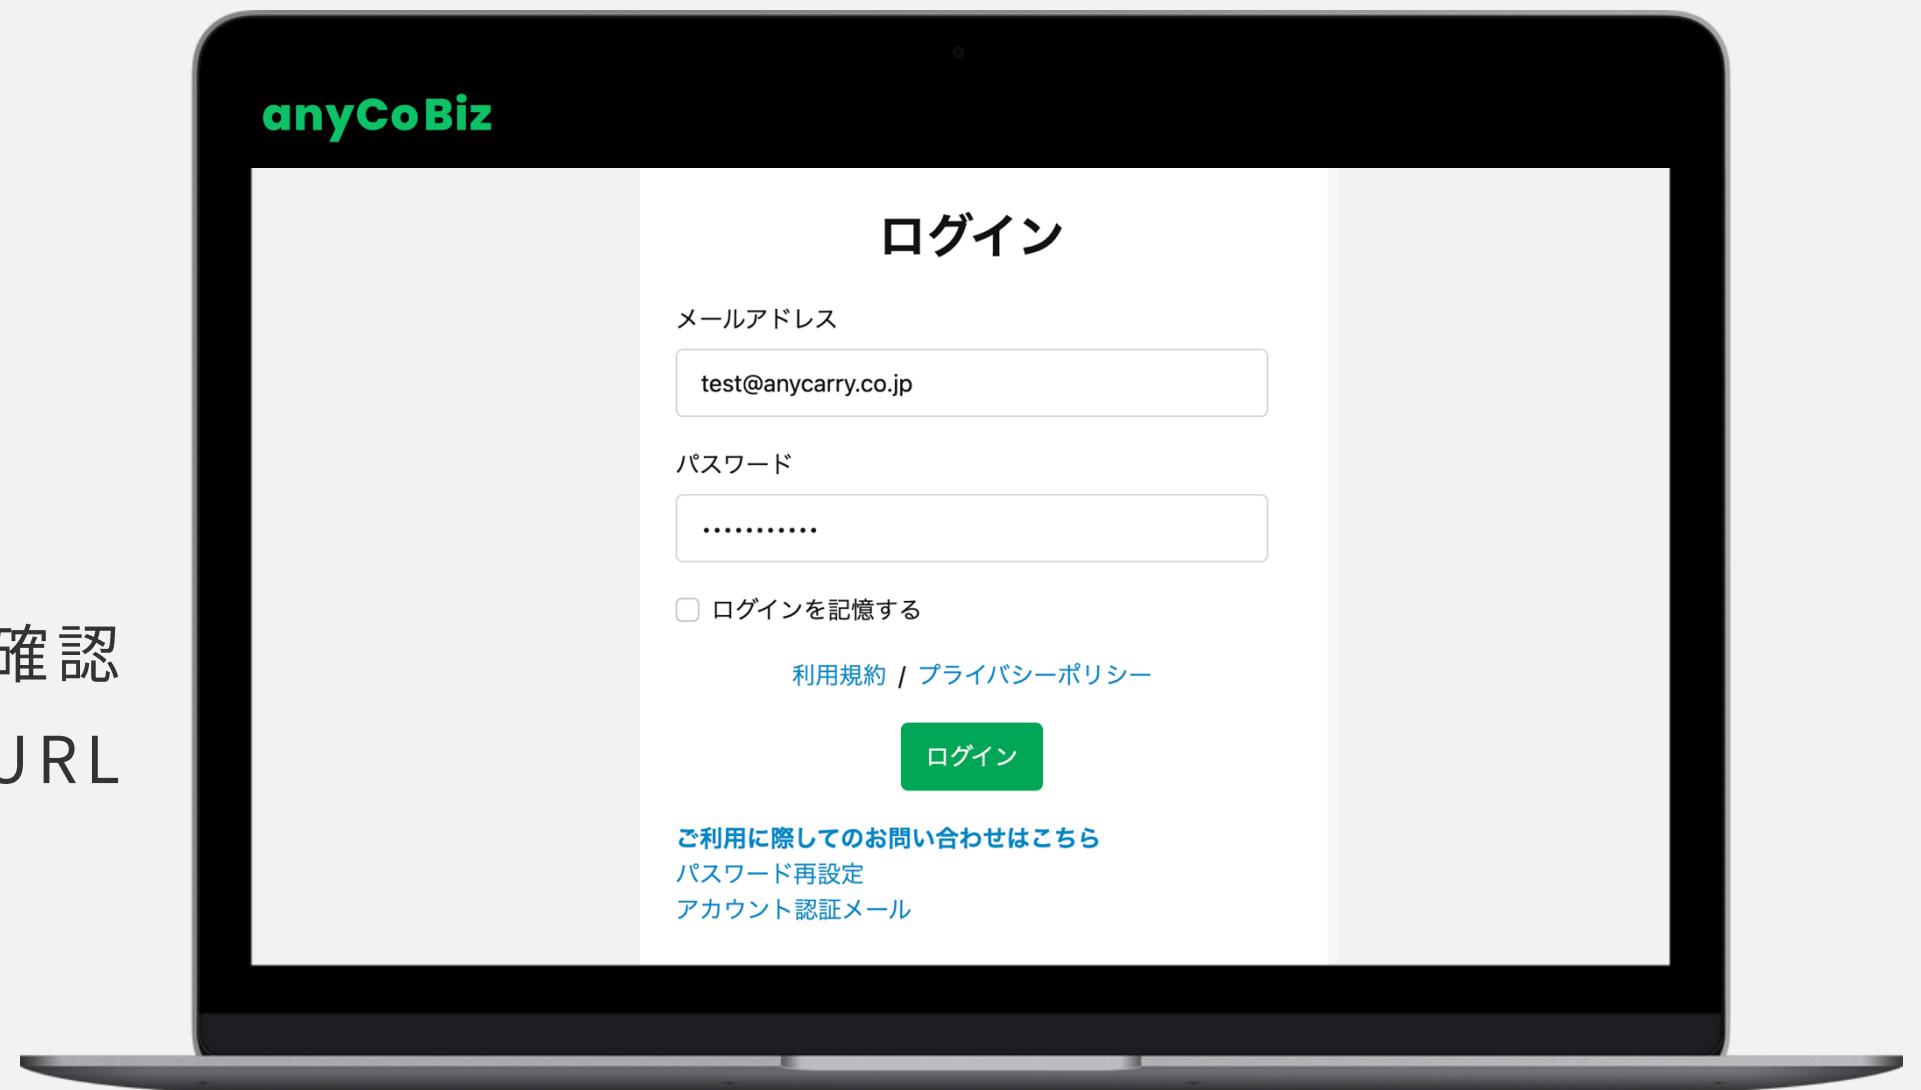 anyCo Biz
ログイン
メールアドレス
test@anycarry.co.jp
パスワード
•••••••••••
ログインを記憶する
利用規約 / プライバシーポリシー
ログイン
ご利用に際してのお問い合わせはこちら
パスワード再設定
アカウント認証メール
確認
URL